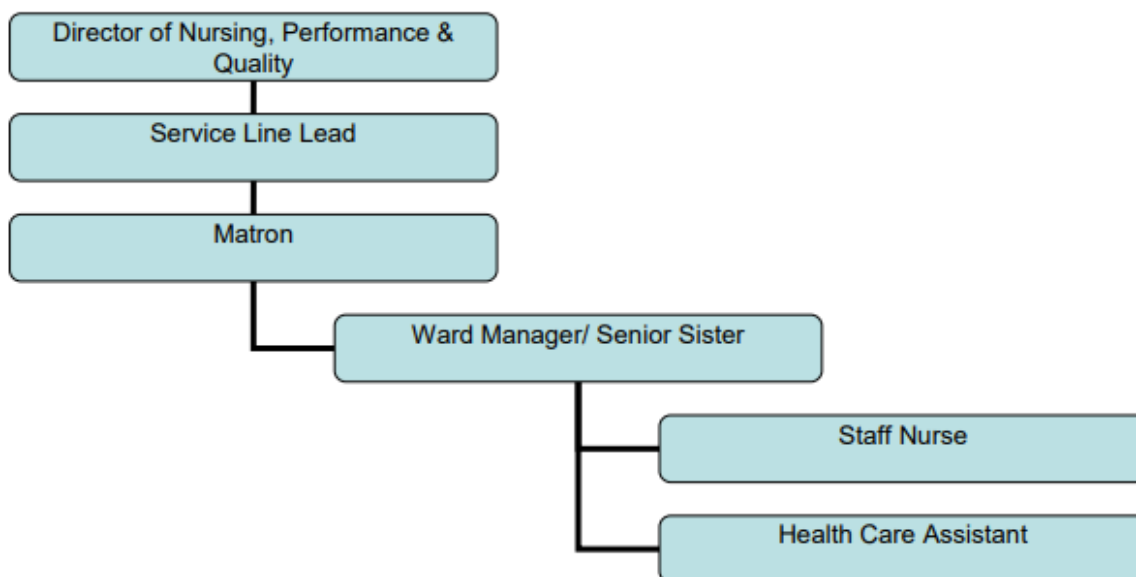 Director of Nursing, Performance &
Quality
Service Line Lead
Matron
Ward Manager/ Senior Sister
Staff Nurse
Health Care Assistant